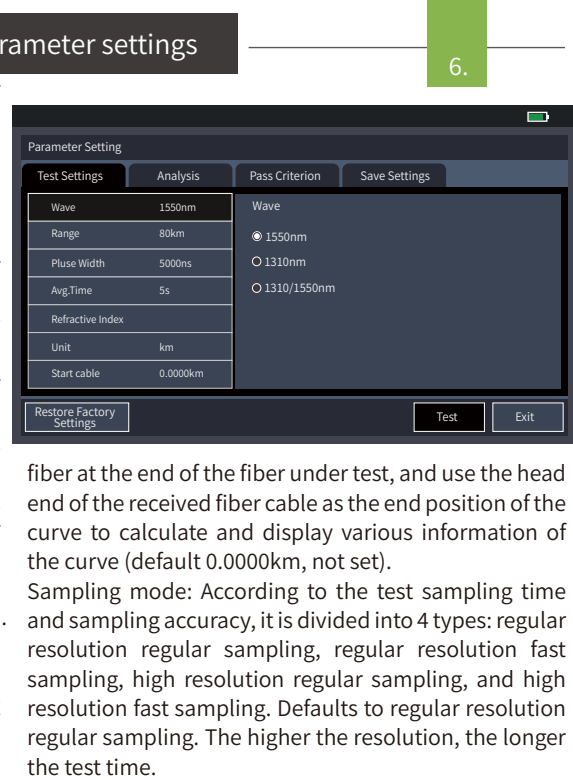 rameter settings
6.
Parameter Setting
Test Settings Analysis Pass Criterion Save Settings
Wave 1550nm
Range 80km
Pluse Width 5000ns
Avg.Time 5s
Refractive Index
Unit km
Start cable 0.0000km
Wave
1550nm
1310nm
1310/1550nm
Restore Factory
Settings
Test Exit
fiber at the end of the fiber under test, and use the head
end of the received fiber cable as the end position of the
curve to calculate and display various information of
the curve (default 0.0000km, not set).
Sampling mode: According to the test sampling time
and sampling accuracy, it is divided into 4 types: regular
resolution regular sampling, regular resolution fast
sampling, high resolution regular sampling, and high
resolution fast sampling. Defaults to regular resolution
regular sampling. The higher the resolution, the longer
the test time.